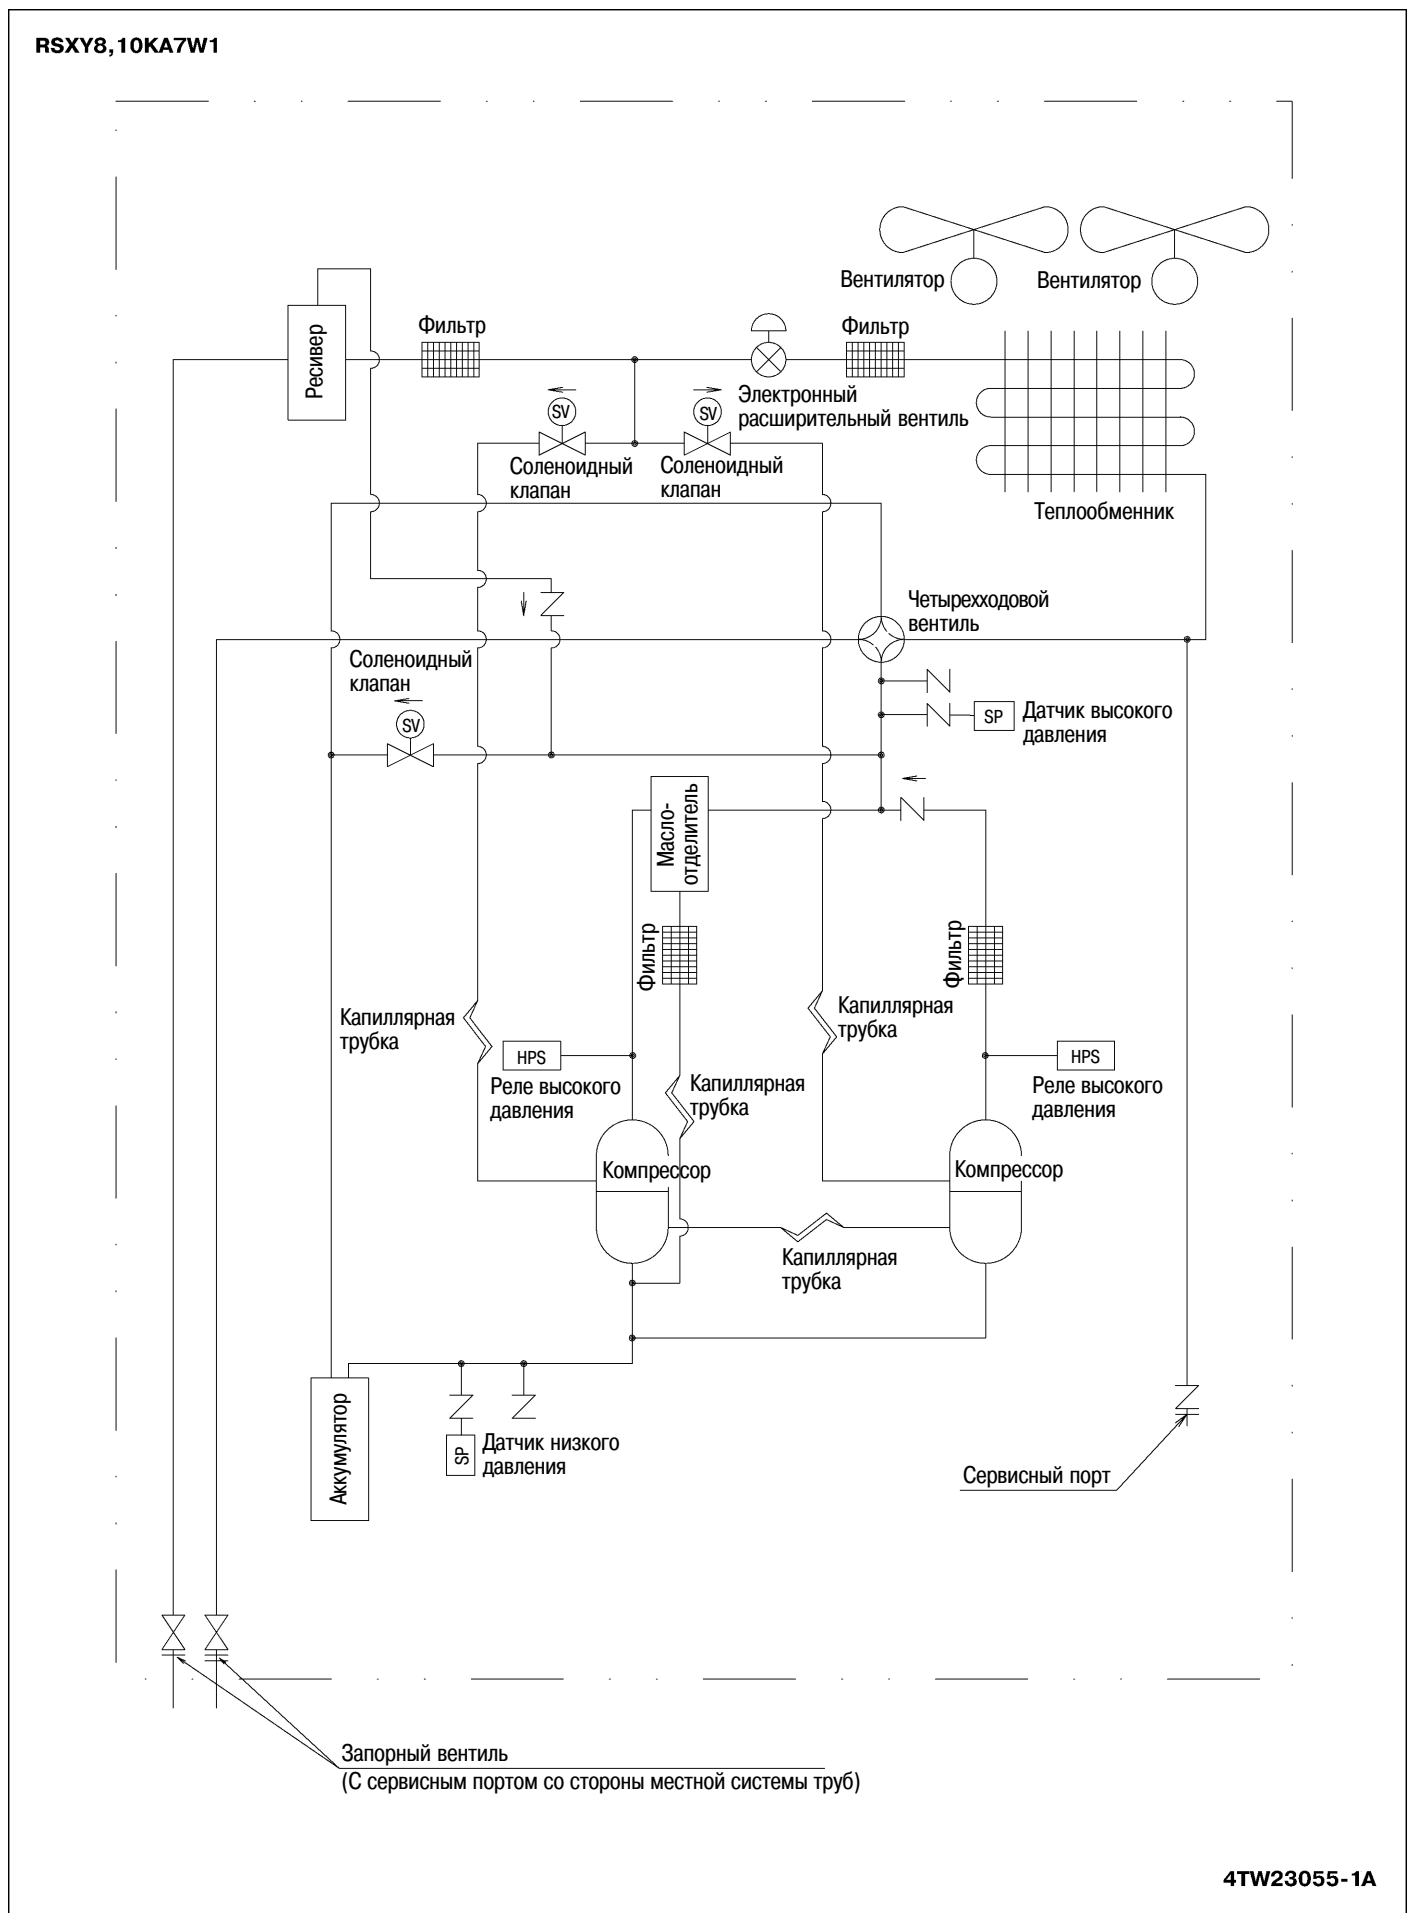 RSXY8,10KA7W1
Вентилятор
Вентилятор
Ресивер
Фильтр
Фильтр
Электронный
расширительный вентиль
SV
SV
Соленоидный
клапан
Соленоидный
клапан
Теплообменник
Четырехходовой
вентиль
Соленоидный
клапан
SV
SP
Датчик высокого
давления
Масло-
отделитель
Фильтр
Фильтр
Капиллярная
трубка
Капиллярная
трубка
HPS
Реле высокого
давления
Капиллярная
трубка
HPS
Реле высокого
давления
Компрессор
Компрессор
Капиллярная
трубка
Аккумулятор
SP
Датчик низкого
давления
Сервисный порт
Запорный вентиль
(С сервисным портом со стороны местной системы труб)
4TW23055-1A